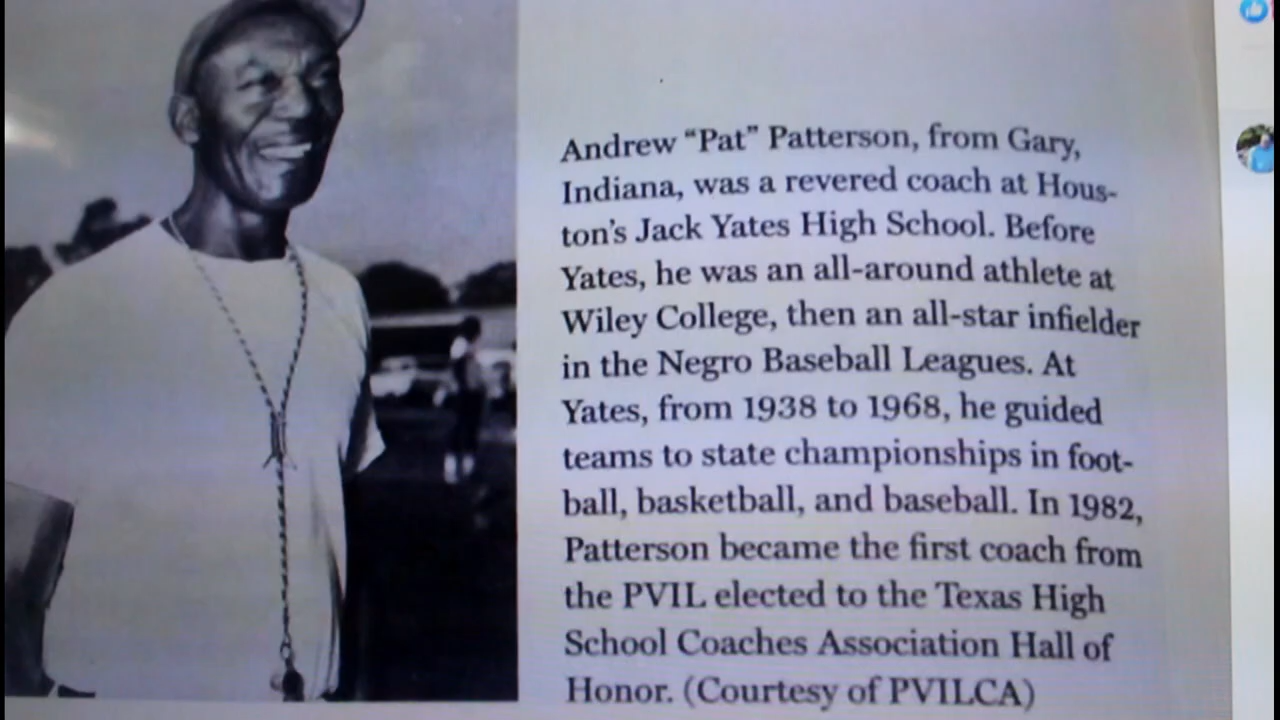 Andrew “Pat” Patterson, from Gary,
Indiana, was a revered coach at Hous-
ton’s Jack Yates High School. Before
Yates, he was an all-around athlete at
Wiley College, then an all-star infielder
in the Negro Baseball Leagues. At
Yates, from 1938 to 1968, he guided
teams to state championships in foot-
ball, basketball, and baseball. In 1982,
Patterson became the first coach from
the PVIL elected to the Texas High
School Coaches Association Hall of
Honor. (Courtesy of PVILCA)